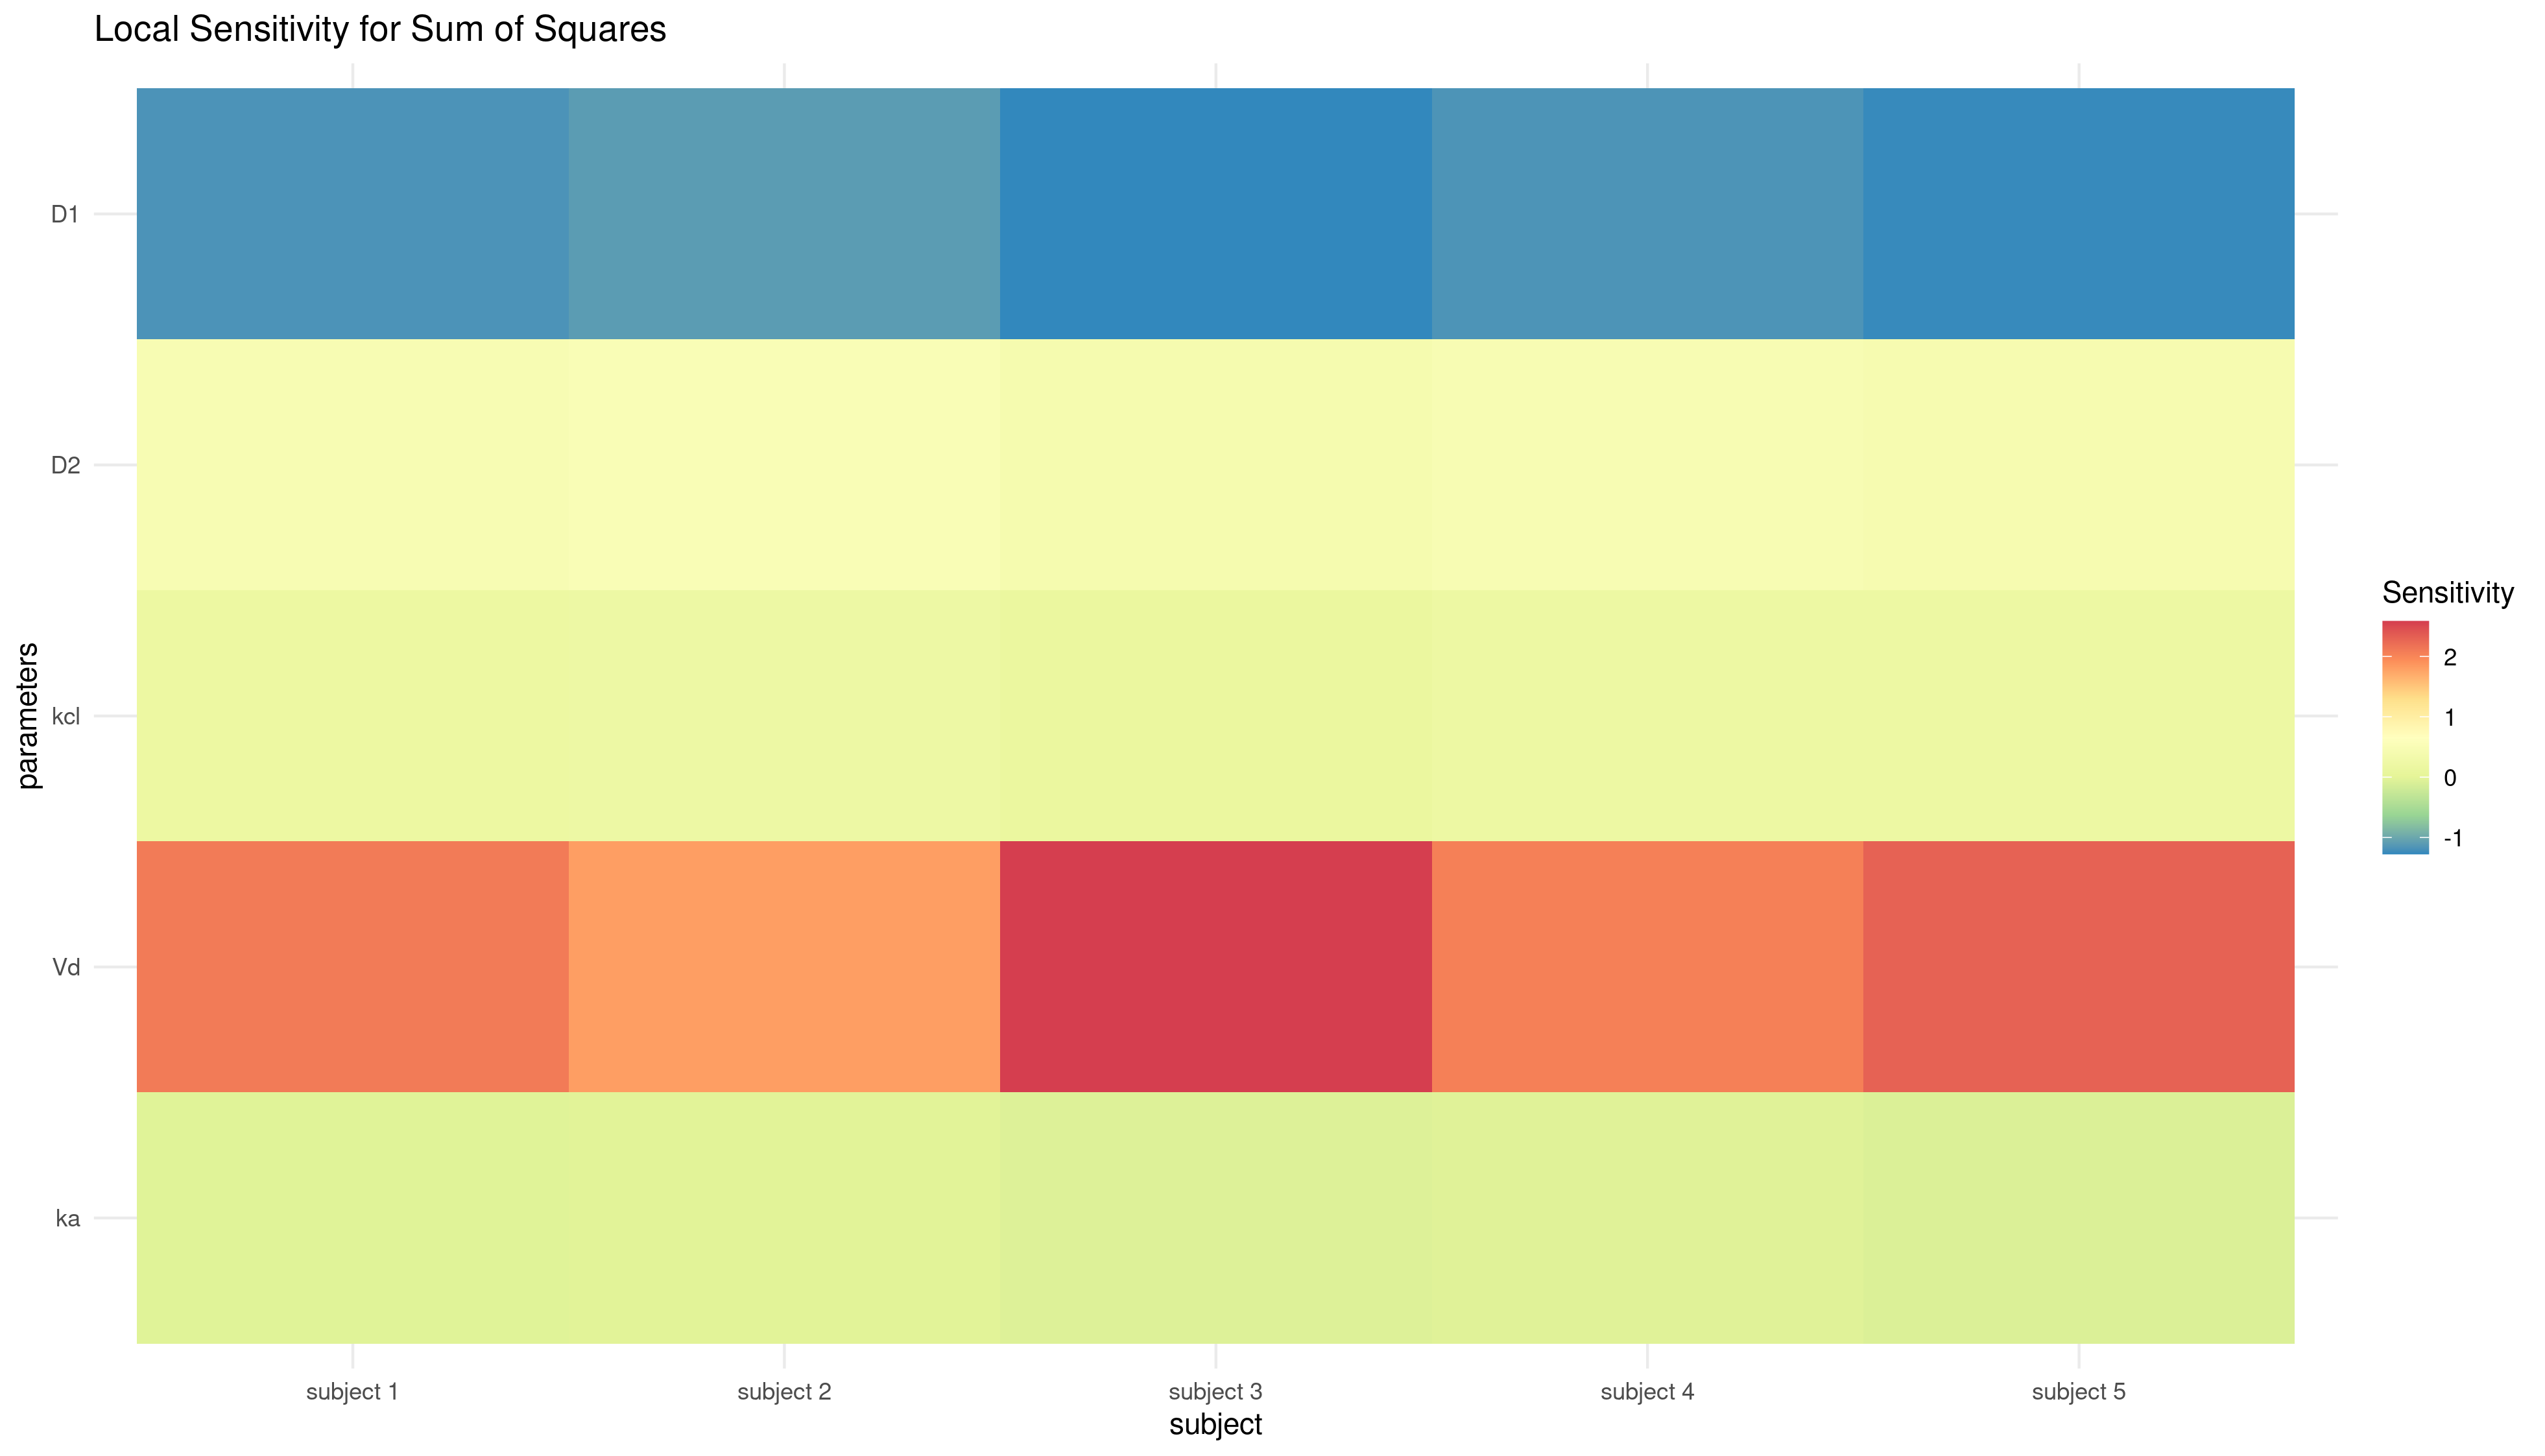 Local Sensitivity for Sum of Squares
D1
D2
kcl
Vd
ka
parameters
subject 1
subject 2
subject 3
subject 4
subject 5
subject
Sensitivity
2
1
0
-1